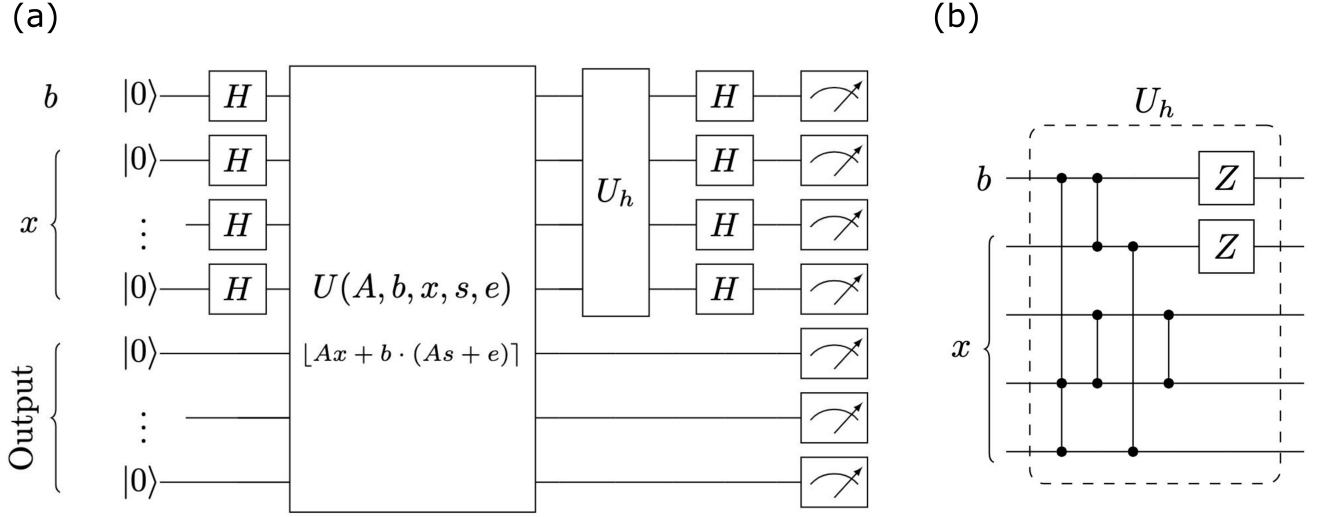 (a)
(b)
b
|0⟩
H
H
|0⟩
H
H
x
⋮
H
U_h
H
|0⟩
H
U(A, b, x, s, e)
H
Output
|0⟩
⌊Ax + b · (As + e)⌉
⋮
|0⟩
U_h
b
Z
Z
x